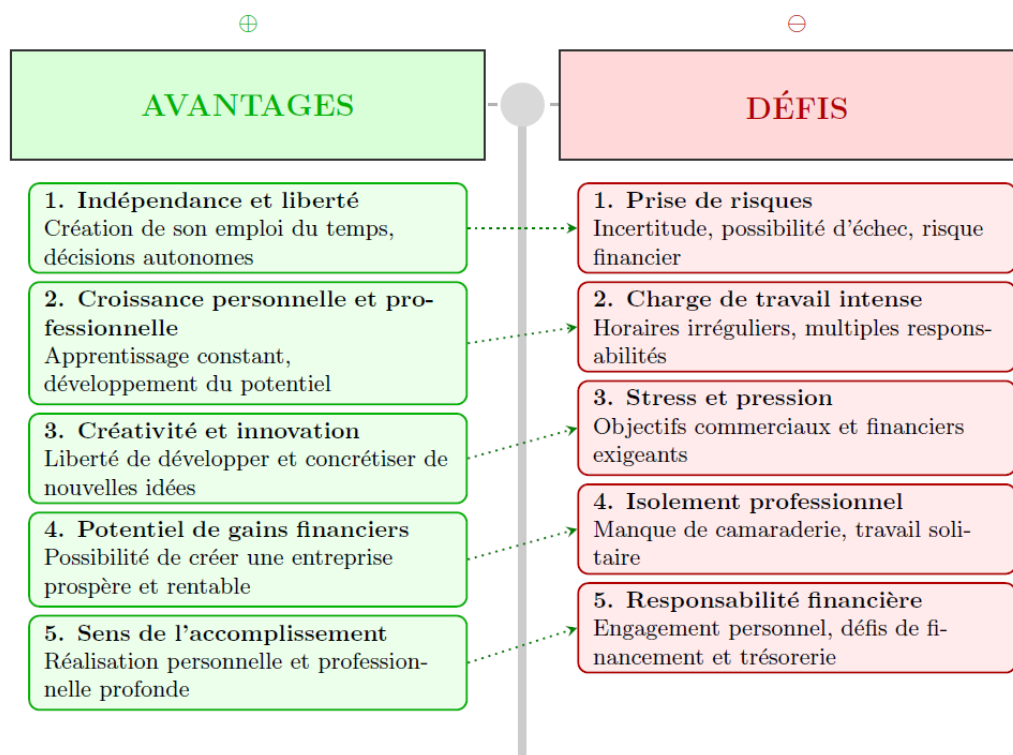 ⊕
AVANTAGES
1. Indépendance et liberté
Création de son emploi du temps,
décisions autonomes
2. Croissance personnelle et pro-
fessionnelle
Apprentissage constant,
développement du potentiel
3. Créativité et innovation
Liberté de développer et concrétiser de
nouvelles idées
4. Potentiel de gains financiers
Possibilité de créer une entreprise
prospère et rentable
5. Sens de l'accomplissement
Réalisation personnelle et profession-
nelle profonde
⊖
DÉFIS
1. Prise de risques
Incertitude, possibilité d'échec, risque
financier
2. Charge de travail intense
Horaires irréguliers, multiples respons-
abilités
3. Stress et pression
Objectifs commerciaux et financiers
exigeants
4. Isolement professionnel
Manque de camaraderie, travail soli-
taire
5. Responsabilité financière
Engagement personnel, défis de fi-
nancement et trésorerie